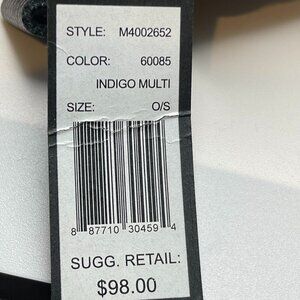 STYLE: M4002652
COLOR: 60085
INDIGO MULTI
SIZE: O/S
8 87710 30459 4
SUGG. RETAIL:
$98.00